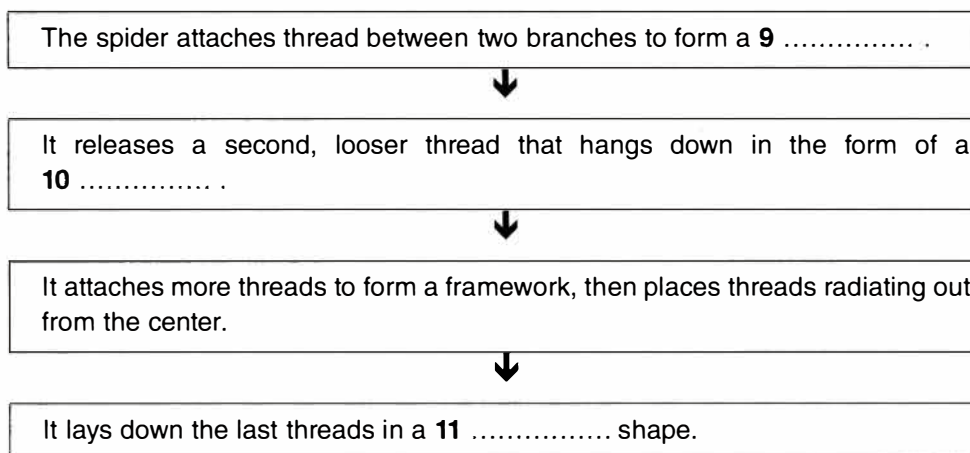 The spider attaches thread between two branches to form a 9 ............... .
It releases a second, looser thread that hangs down in the form of a
10 ............... .
It attaches more threads to form a framework, then places threads radiating out
from the center.
It lays down the last threads in a 11 ................ shape.